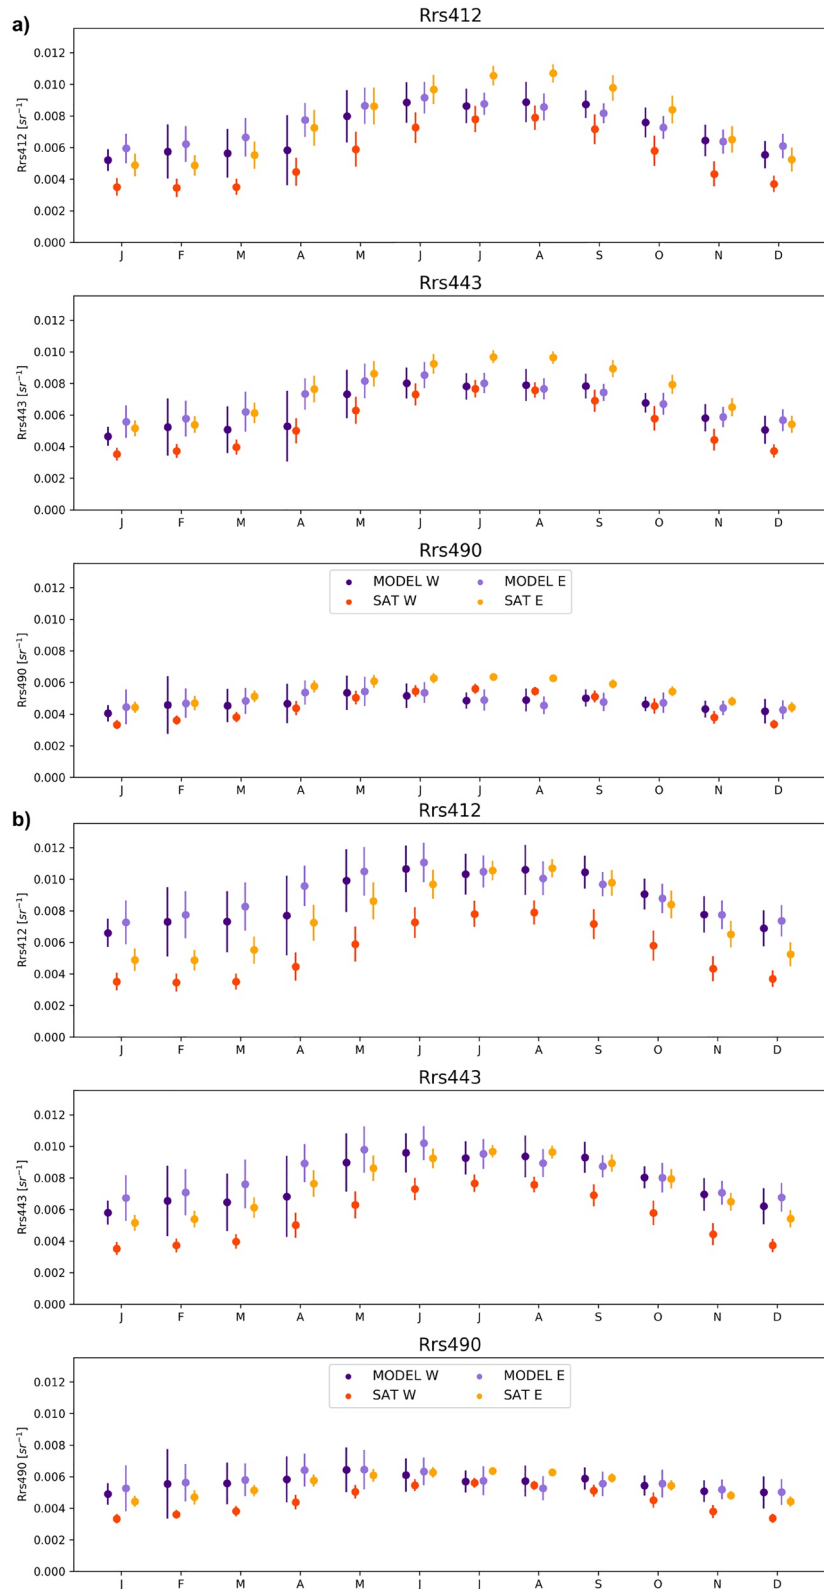 a)
Rrs412
Rrs412 [sr⁻¹]
0.012
0.010
0.008
0.006
0.004
0.002
0.000
J F M A M J J A S O N D
Rrs443
Rrs443 [sr⁻¹]
0.012
0.010
0.008
0.006
0.004
0.002
0.000
J F M A M J J A S O N D
Rrs490
MODEL W MODEL E
SAT W SAT E
Rrs490 [sr⁻¹]
0.012
0.010
0.008
0.006
0.004
0.002
0.000
J F M A M J J A S O N D
b)
Rrs412
Rrs412 [sr⁻¹]
0.012
0.010
0.008
0.006
0.004
0.002
0.000
J F M A M J J A S O N D
Rrs443
Rrs443 [sr⁻¹]
0.012
0.010
0.008
0.006
0.004
0.002
0.000
J F M A M J J A S O N D
Rrs490
MODEL W MODEL E
SAT W SAT E
Rrs490 [sr⁻¹]
0.012
0.010
0.008
0.006
0.004
0.002
0.000
J F M A M J J A S O N D